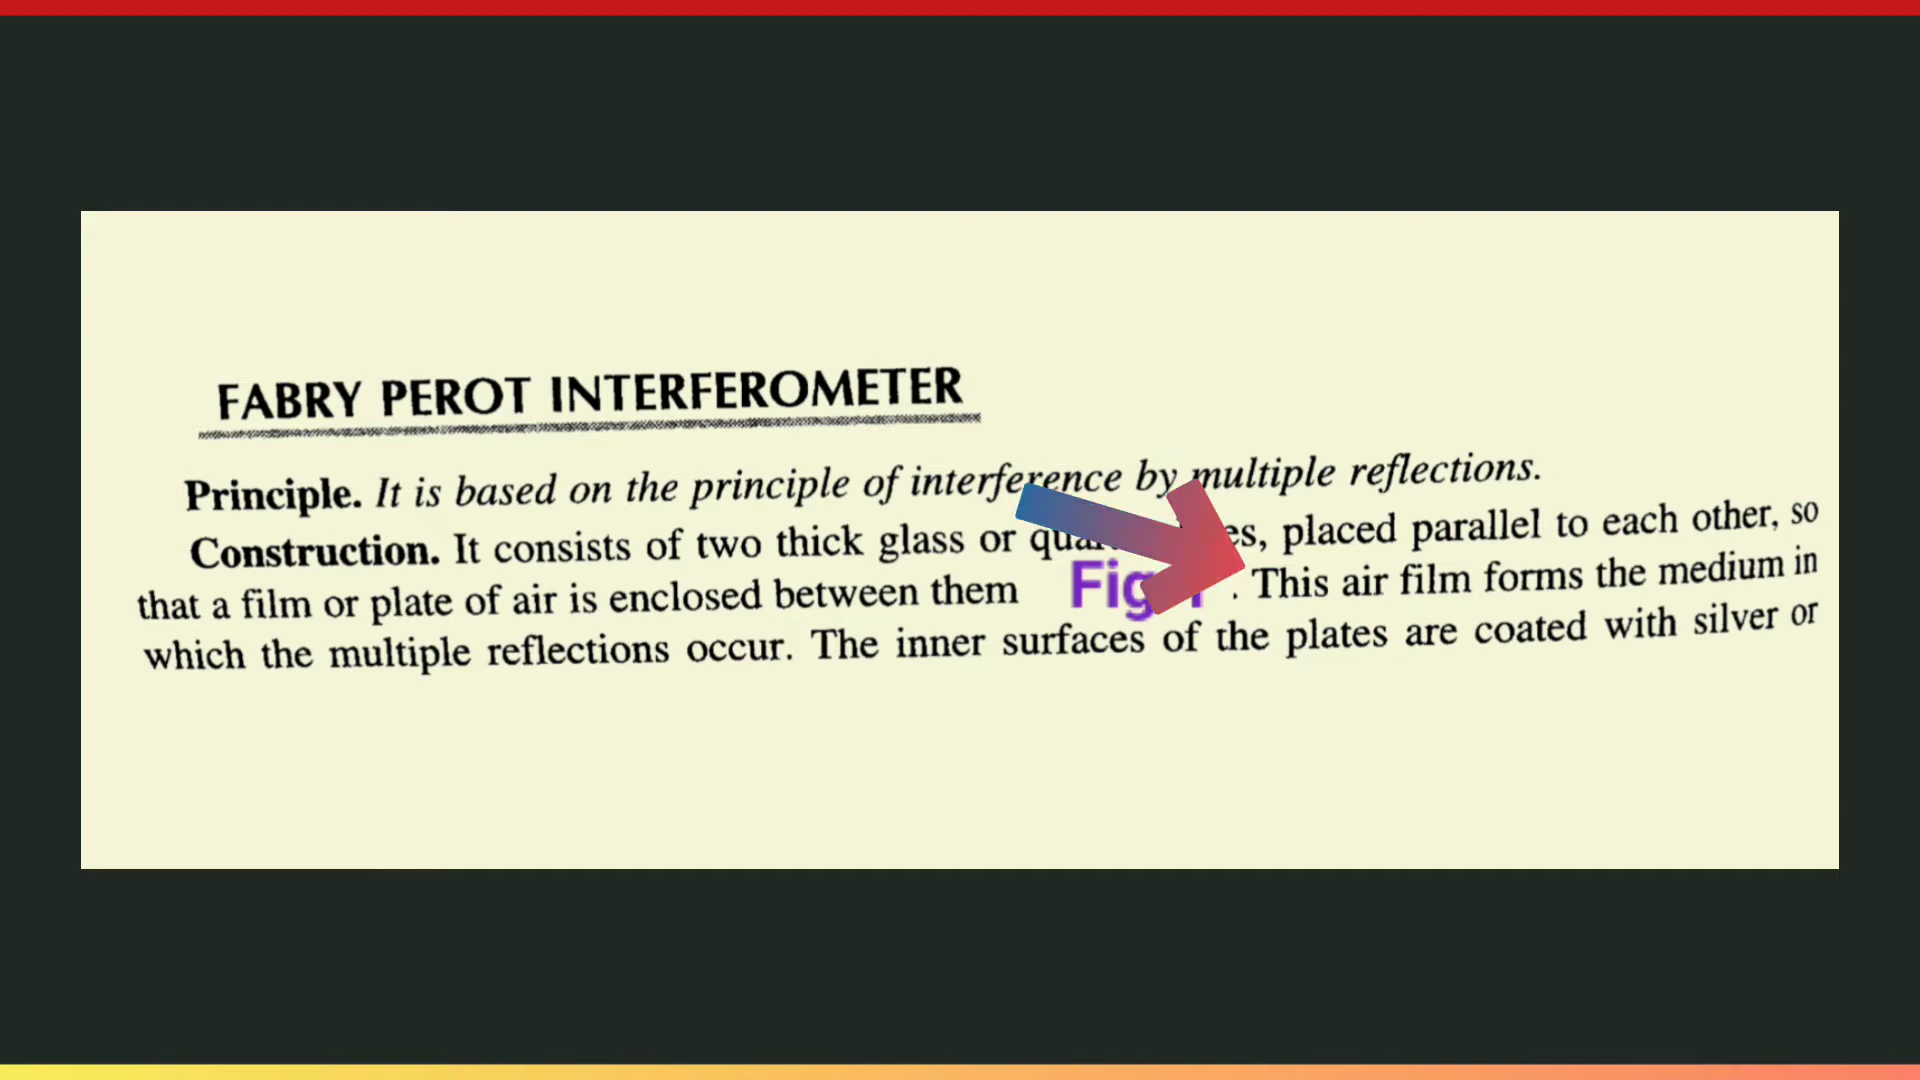 FABRY PEROT INTERFEROMETER
Principle. It is based on the principle of interference by multiple reflections.
Construction. It consists of two thick glass or placed parallel to each other, so
that a film or plate of air is enclosed between them Fig . This air film forms the medium in
which the multiple reflections occur. The inner surfaces of the plates are coated with silver or